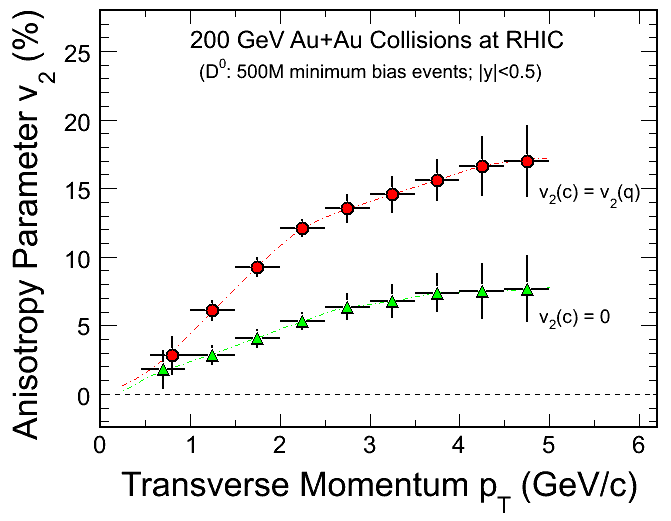 200 GeV Au+Au Collisions at RHIC
(D⁰: 500M minimum bias events; |y|<0.5)
Anisotropy Parameter v₂ (%)
25
20
15
10
5
0
v₂(c) = v₂(q)
v₂(c) = 0
0 1 2 3 4 5 6
Transverse Momentum p_T (GeV/c)